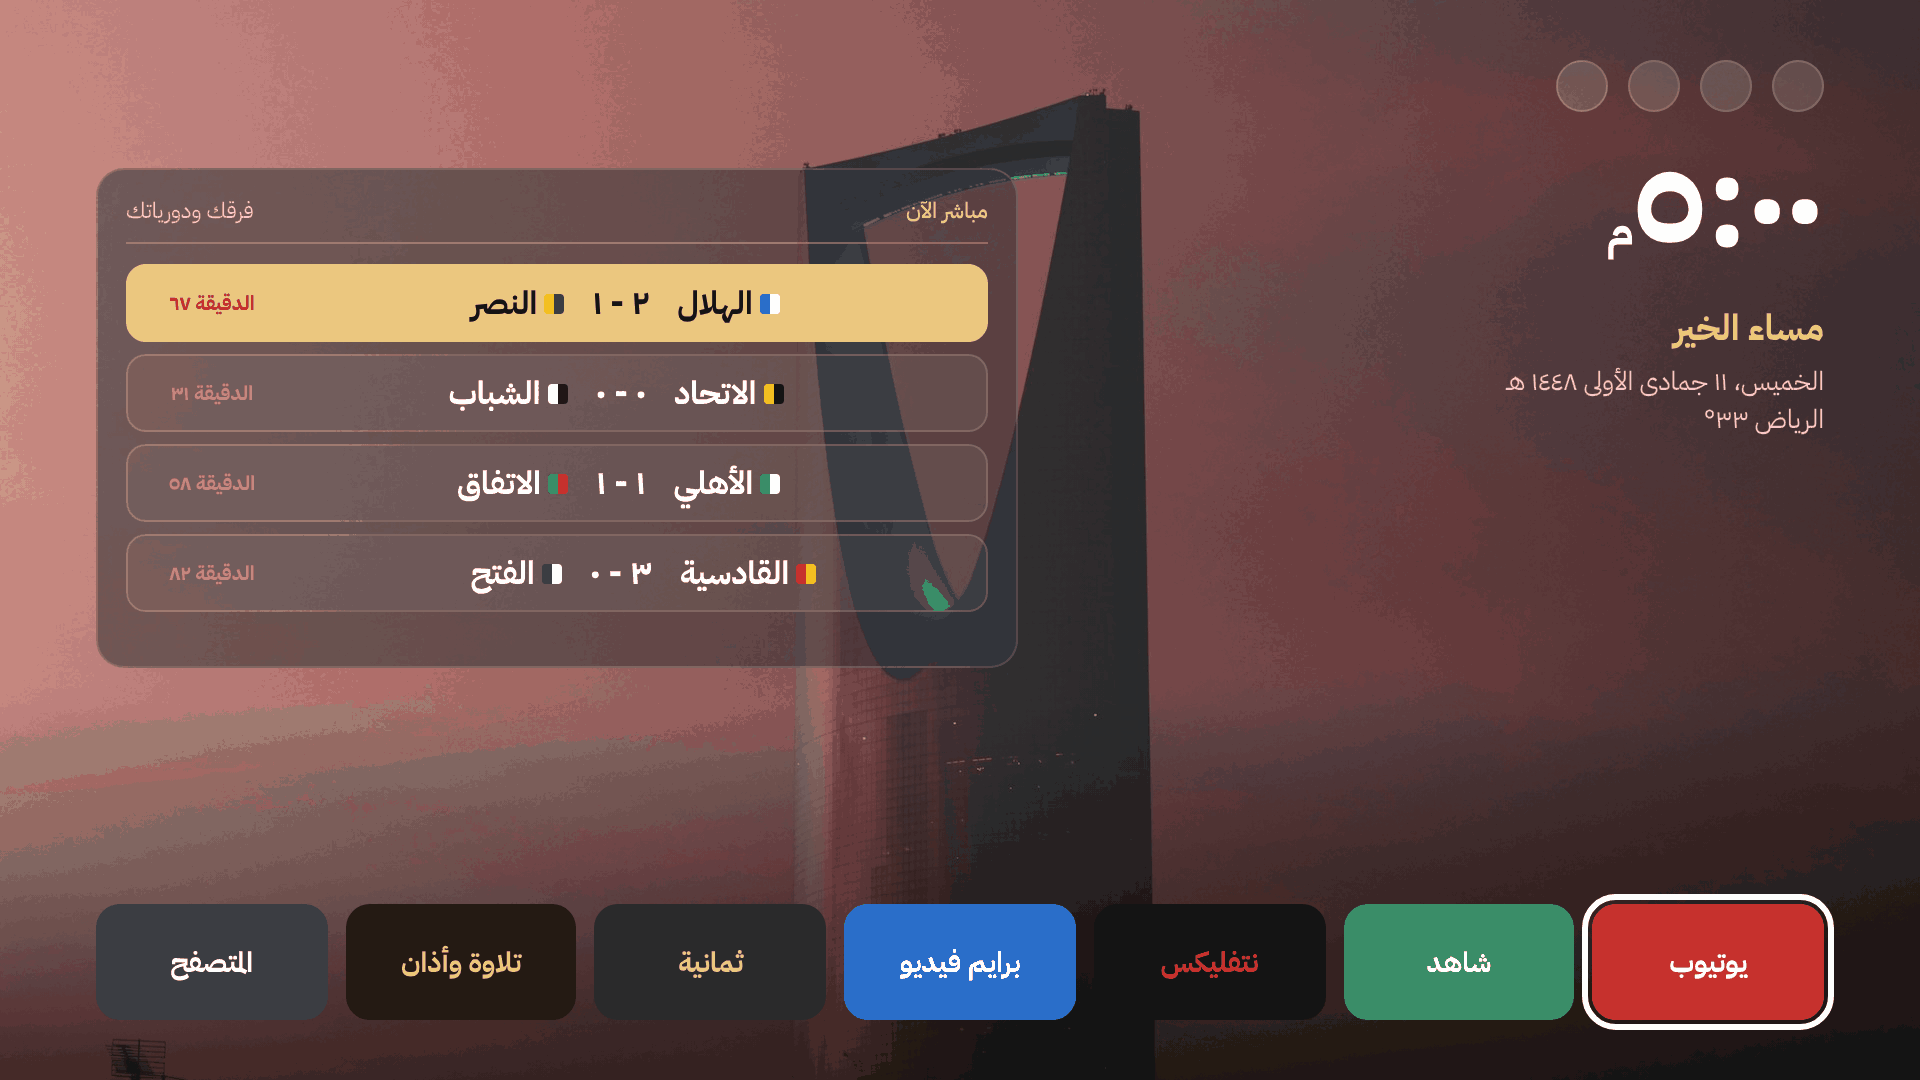 ٥:٠٠ م
مساء الخير
الخميس، ١١ جمادى الأولى ١٤٤٨ هـ
الرياض ٣٣°
مباشر الآن
فرقك ودورياتك
الهلال ٢ - ١ النصر الدقيقة ٦٧
الاتحاد ٠ - ٠ الشباب الدقيقة ٣١
الأهلي ١ - ١ الاتفاق الدقيقة ٥٨
القادسية ٣ - ٠ الفتح الدقيقة ٨٢
يوتيوب
شاهد
نتفليكس
برايم فيديو
ثمانية
تلاوة وأذان
المتصفح